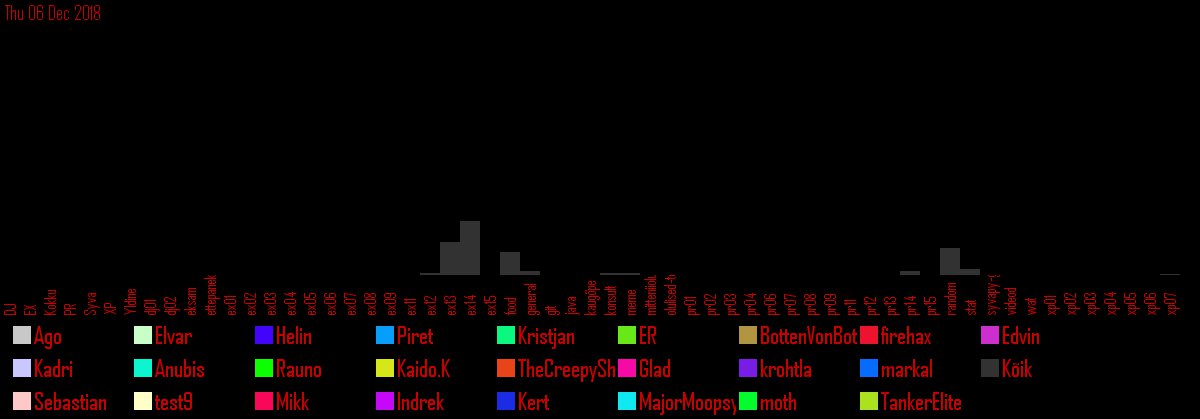 Thu 06 Dec 2018
DJ EX Kokku PR Syva XP Yldine dj01 dj02 eksam ettepanek ex01 ex02 ex03 ex04 ex05 ex06 ex07 ex08 ex09 ex11 ex12 ex13 ex14 ex15 food general git java kaugõpe konsult meme pr01 pr02 pr03 pr04 pr06 pr07 pr08 pr09 pr11 pr12 pr13 pr14 pr15 random stat videod wat xp01 xp02 xp03 xp04 xp05 xp06 xp07
Ago Elvar Helin Piret Kristjan ER BottenVonBot firehax Edvin
Kadri Anubis Rauno Kaido.K TheCreepySh Glad krohtla markal Kõik
Sebastian test9 Mikk Indrek Kert MajorMoopsy moth TankerElite